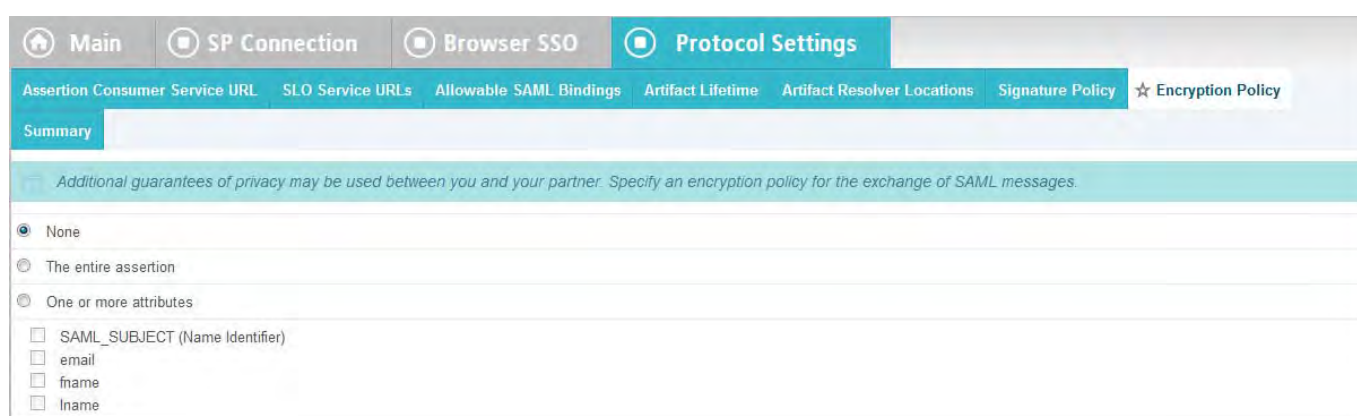 Main SP Connection Browser SSO Protocol Settings
Assertion Consumer Service URL SLO Service URLs Allowable SAML Bindings Artifact Lifetime Artifact Resolver Locations Signature Policy Encryption Policy
Summary
Additional guarantees of privacy may be used between you and your partner. Specify an encryption policy for the exchange of SAML messages.
None
The entire assertion
One or more attributes
SAML_SUBJECT (Name Identifier)
email
fname
lname